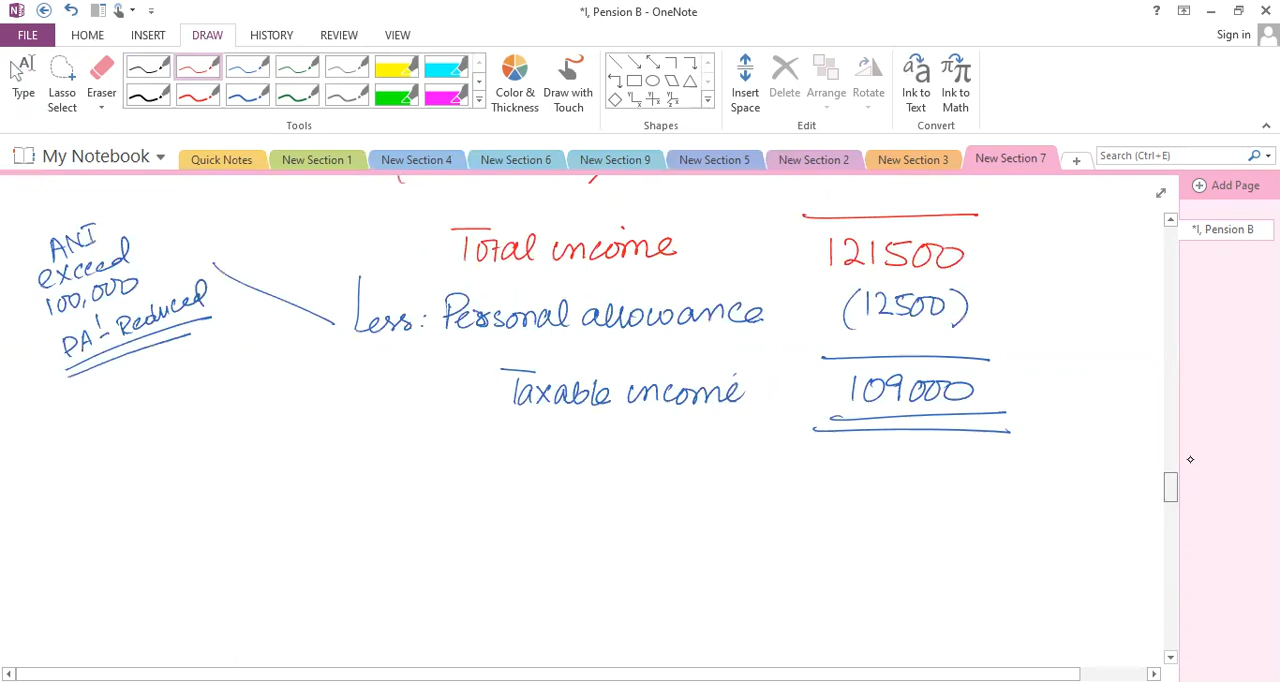 *I, Pension B - OneNote
?
FILE
HOME
INSERT
DRAW
HISTORY
REVIEW
VIEW
Sign in
Type
Lasso Select
Eraser
Color & Thickness
Draw with Touch
Insert Space
Delete
Arrange
Rotate
Ink to Text
Ink to Math
Tools
Shapes
Edit
Convert
My Notebook
Quick Notes
New Section 1
New Section 4
New Section 6
New Section 9
New Section 5
New Section 2
New Section 3
New Section 7
Search (Ctrl+E)
Add Page
*I, Pension B
ANI
exceed
100,000
PA!- Reduced
Total income 121500
Less: Personal allowance (12500)
Taxable income 109000